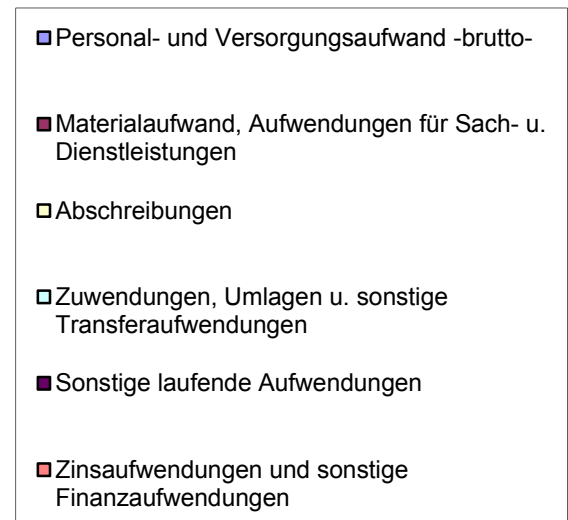 Personal- und Versorgungsaufwand -brutto-
Materialaufwand, Aufwendungen für Sach- u.
Dienstleistungen
Abschreibungen
Zuwendungen, Umlagen u. sonstige
Transferaufwendungen
Sonstige laufende Aufwendungen
Zinsaufwendungen und sonstige
Finanzaufwendungen